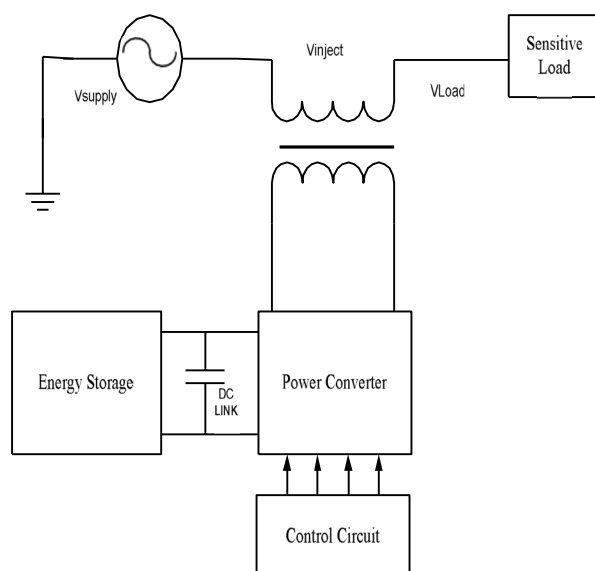 Vsupply
Vinject
VLoad
Sensitive
Load
Energy Storage
DC
LINK
Power Converter
Control Circuit